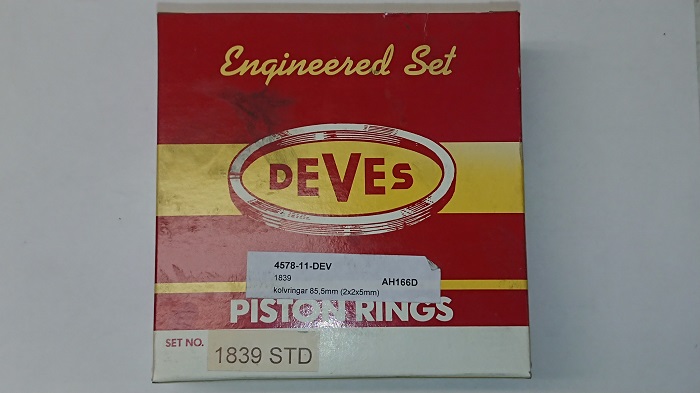 Engineered Set
DEVES
4578-11-DEV
1839
AH166D
kolvringar 85,5mm (2x2x5mm)
PISTON RINGS
SET NO.
1839 STD